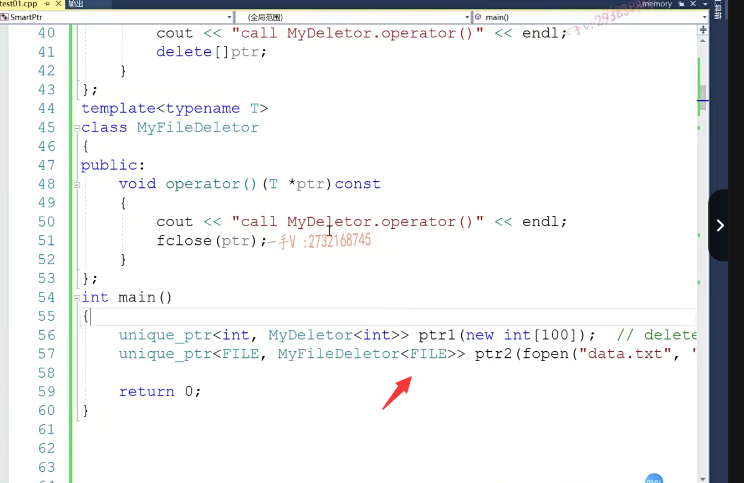 test01.cpp 输出 memory
SmartPtr (全局范围) main()
40 cout << "call MyDeletor.operator()" << endl;
41 delete[]ptr;
42 }
43 };
44 template<typename T>
45 class MyFileDeletor
46 {
47 public:
48 void operator()(T *ptr)const
49 {
50 cout << "call MyDeletor.operator()" << endl;
51 fclose(ptr);一手V :2732168745
52 }
53 };
54 int main()
55 {
56 unique_ptr<int, MyDeletor<int>> ptr1(new int[100]); // delete
57 unique_ptr<FILE, MyFileDeletor<FILE>> ptr2(fopen("data.txt", "
58
59 return 0;
60 }
61
62
63